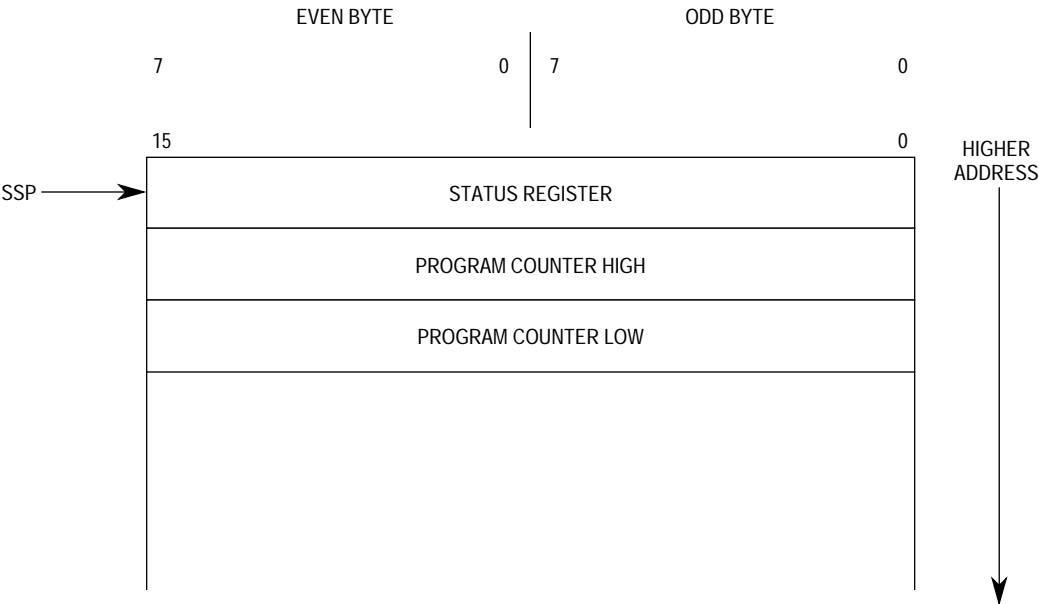 EVEN BYTE ODD BYTE
7 0 7 0
15 0
HIGHER
ADDRESS
SSP
STATUS REGISTER
PROGRAM COUNTER HIGH
PROGRAM COUNTER LOW